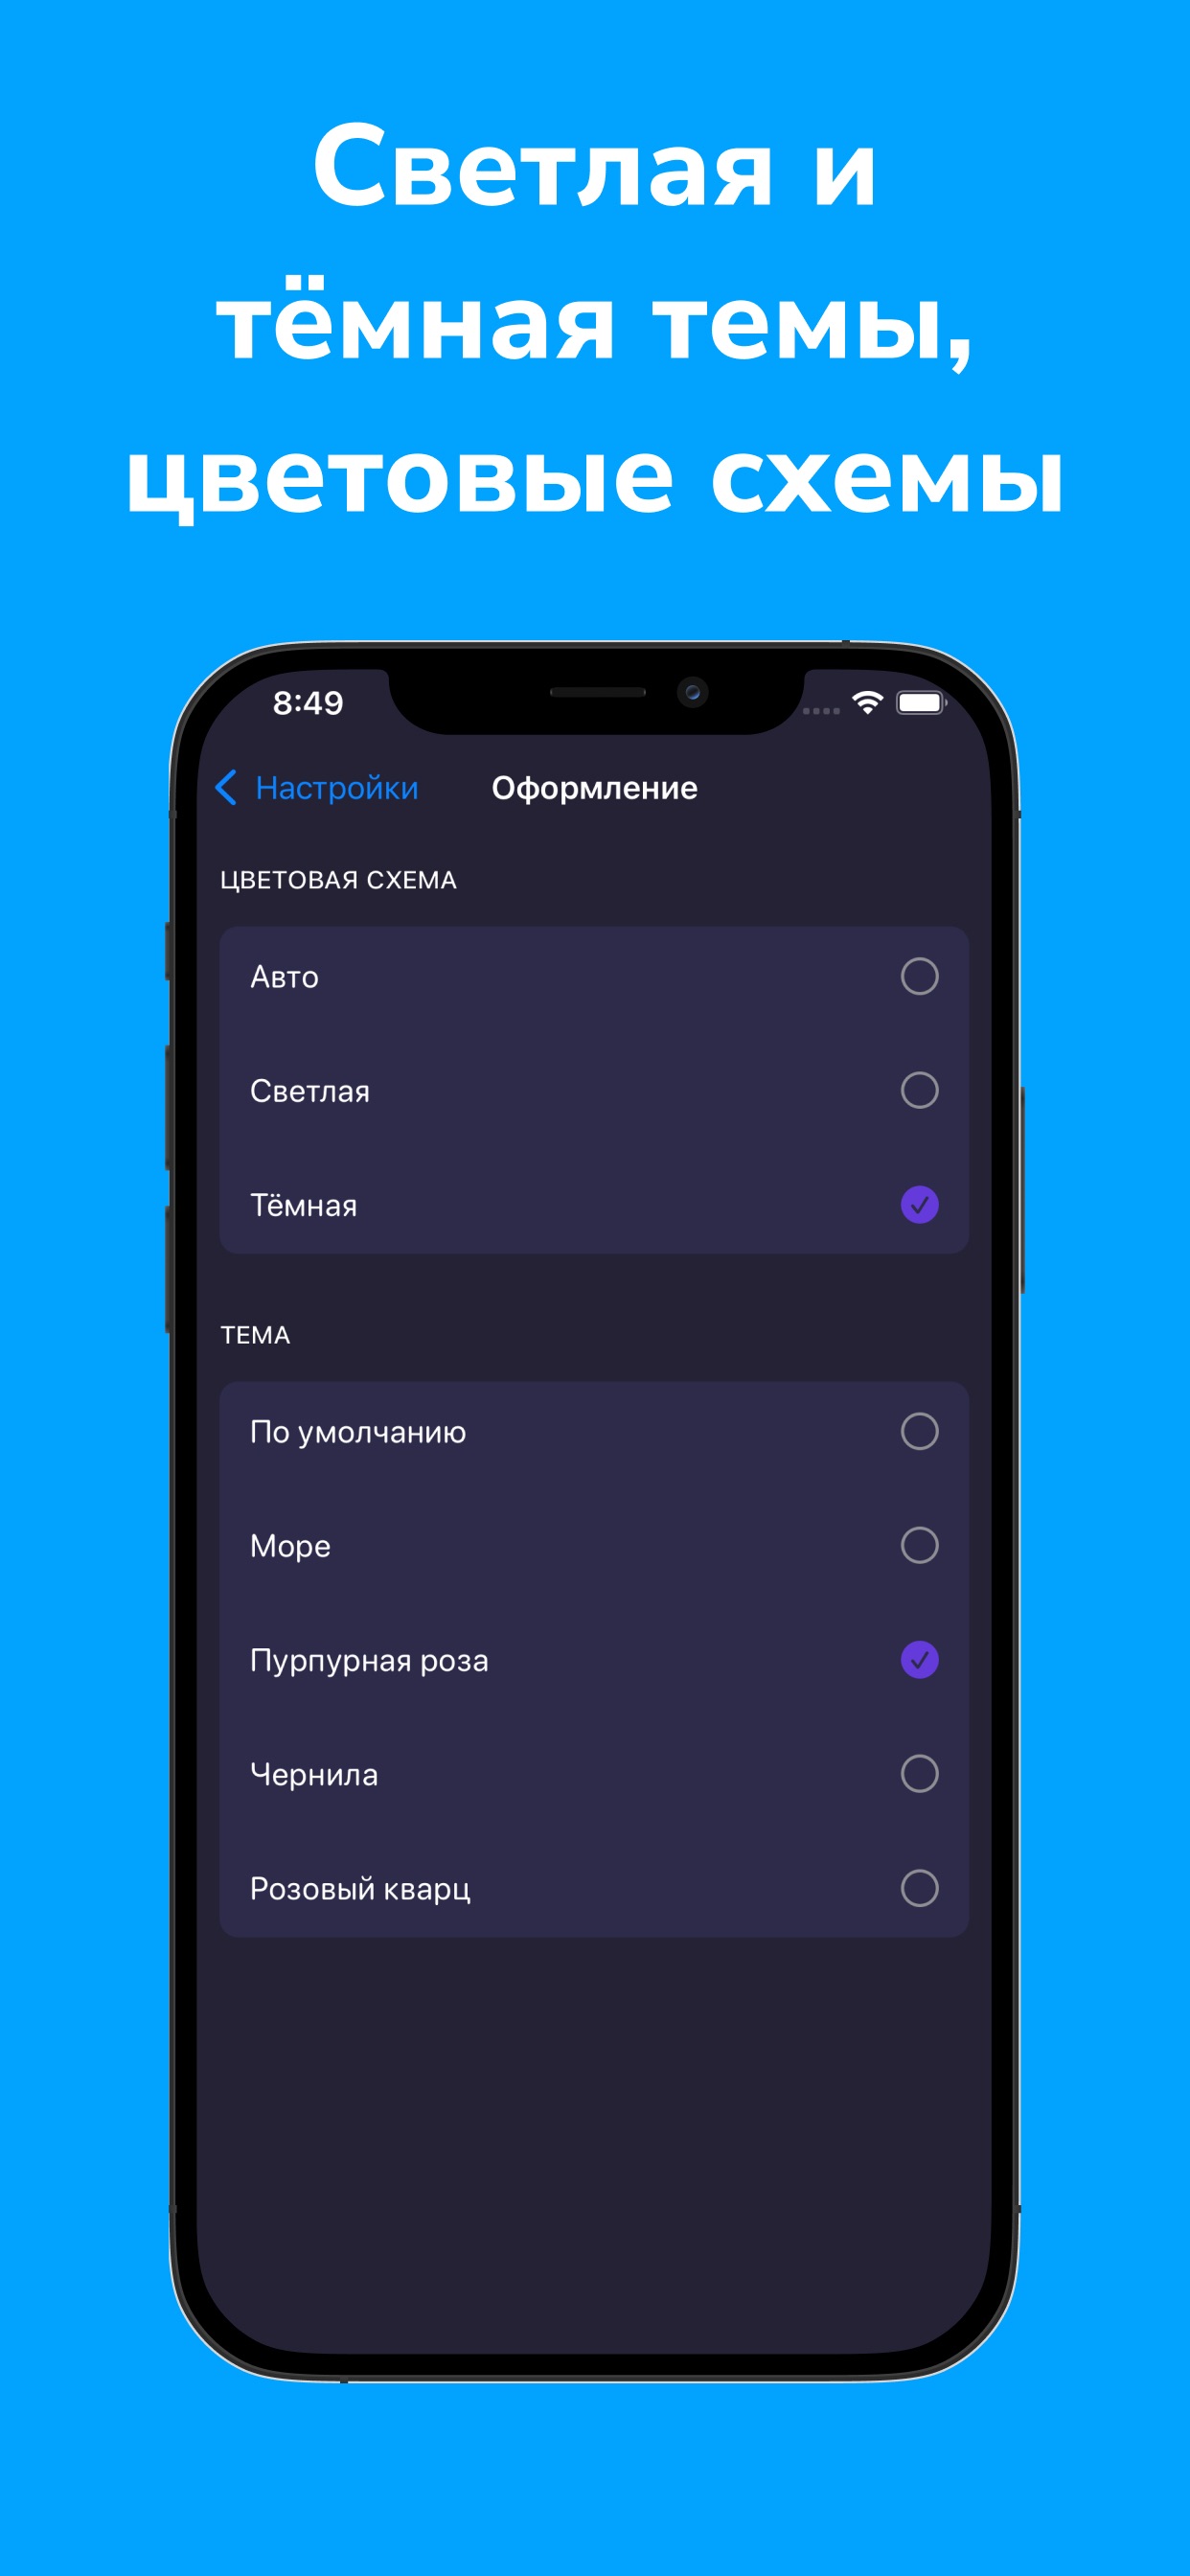 Светлая и
тёмная темы,
цветовые схемы
8:49
Настройки
Оформление
ЦВЕТОВАЯ СХЕМА
Авто
Светлая
Тёмная
ТЕМА
По умолчанию
Море
Пурпурная роза
Чернила
Розовый кварц